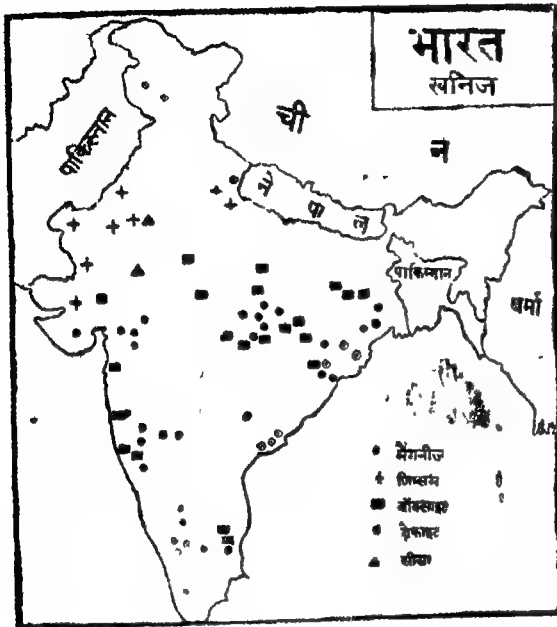 भारत
खनिज
पाकिस्तान
ची
न
ने
पा
ल
पाकिस्तान
बर्मा
मैंगनीज
जिप्सम
बॉक्साइट
सीसा